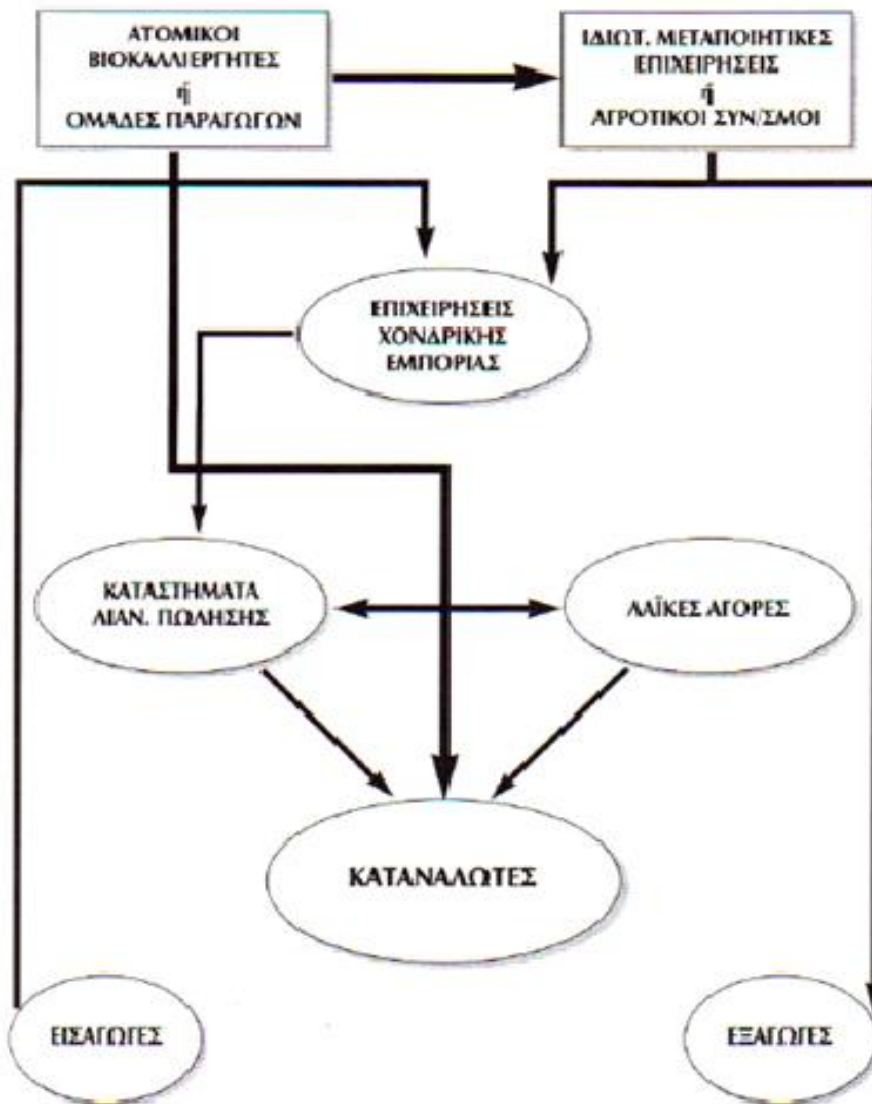 ΑΤΟΜΙΚΟΙ
ΒΙΟΚΑΛΛΙΕΡΓΗΤΕΣ
ή
ΟΜΑΔΕΣ ΠΑΡΑΓΩΓΩΝ
ΙΔΙΩΤ. ΜΕΤΑΠΟΙΗΤΙΚΕΣ
ΕΠΙΧΕΙΡΗΣΕΙΣ
ή
ΑΓΡΟΤΙΚΟΙ ΣΥΝ/ΣΜΟΙ
ΕΠΙΧΕΙΡΗΣΕΙΣ
ΧΟΝΔΡΙΚΗΣ
ΕΜΠΟΡΙΑΣ
ΚΑΤΑΣΤΗΜΑΤΑ
ΛΙΑΝ. ΠΩΛΗΣΗΣ
ΛΑΪΚΕΣ ΑΓΟΡΕΣ
ΚΑΤΑΝΑΛΩΤΕΣ
ΕΙΣΑΓΩΓΕΣ
ΕΞΑΓΩΓΕΣ